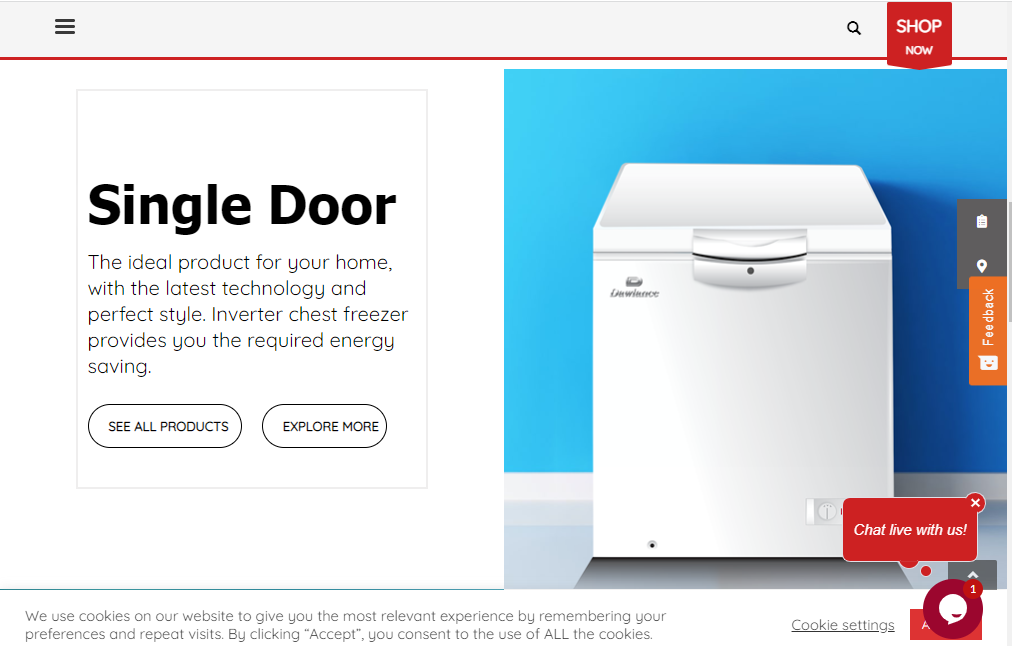 SHOP
NOW
Single Door
The ideal product for your home,
with the latest technology and
perfect style. Inverter chest freezer
provides you the required energy
saving.
SEE ALL PRODUCTS
EXPLORE MORE
Dawlance
Feedback
Chat live with us!
1
We use cookies on our website to give you the most relevant experience by remembering your
preferences and repeat visits. By clicking “Accept”, you consent to the use of ALL the cookies.
Cookie settings